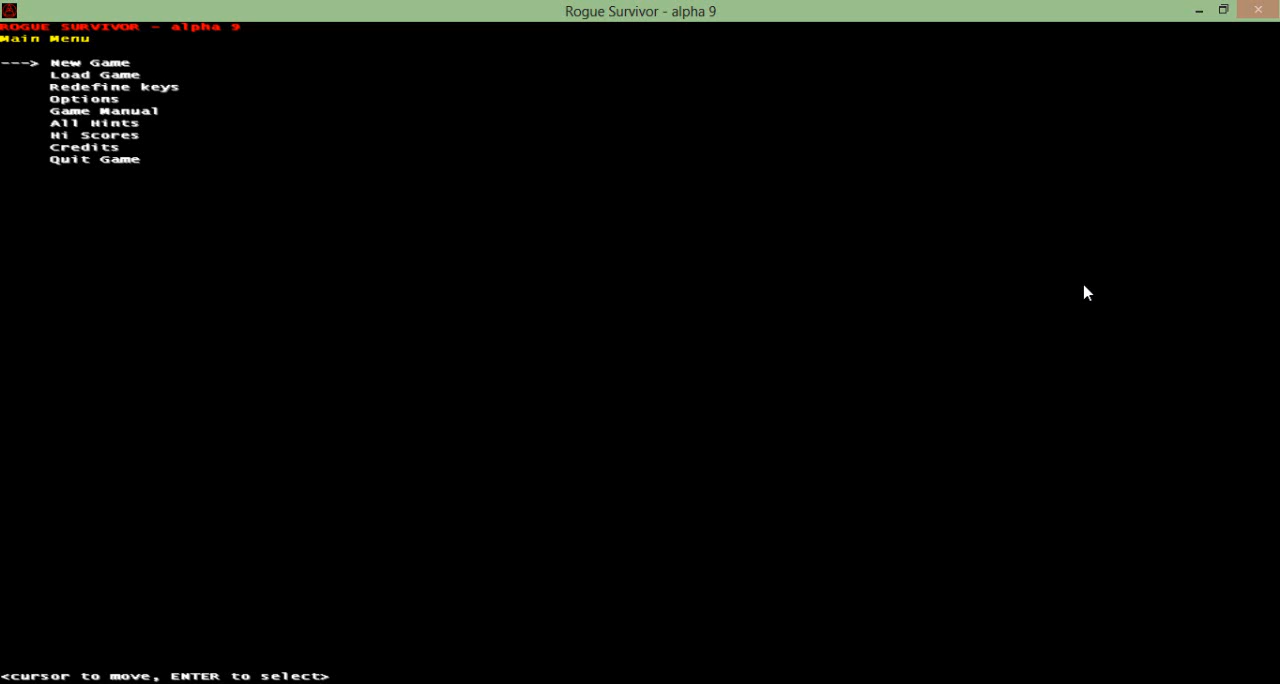 Rogue Survivor - alpha 9
ROGUE SURVIVOR - alpha 9
Main Menu
---> New Game
Load Game
Redefine keys
Options
Game Manual
All Hints
Hi Scores
Credits
Quit Game
<cursor to move, ENTER to select>